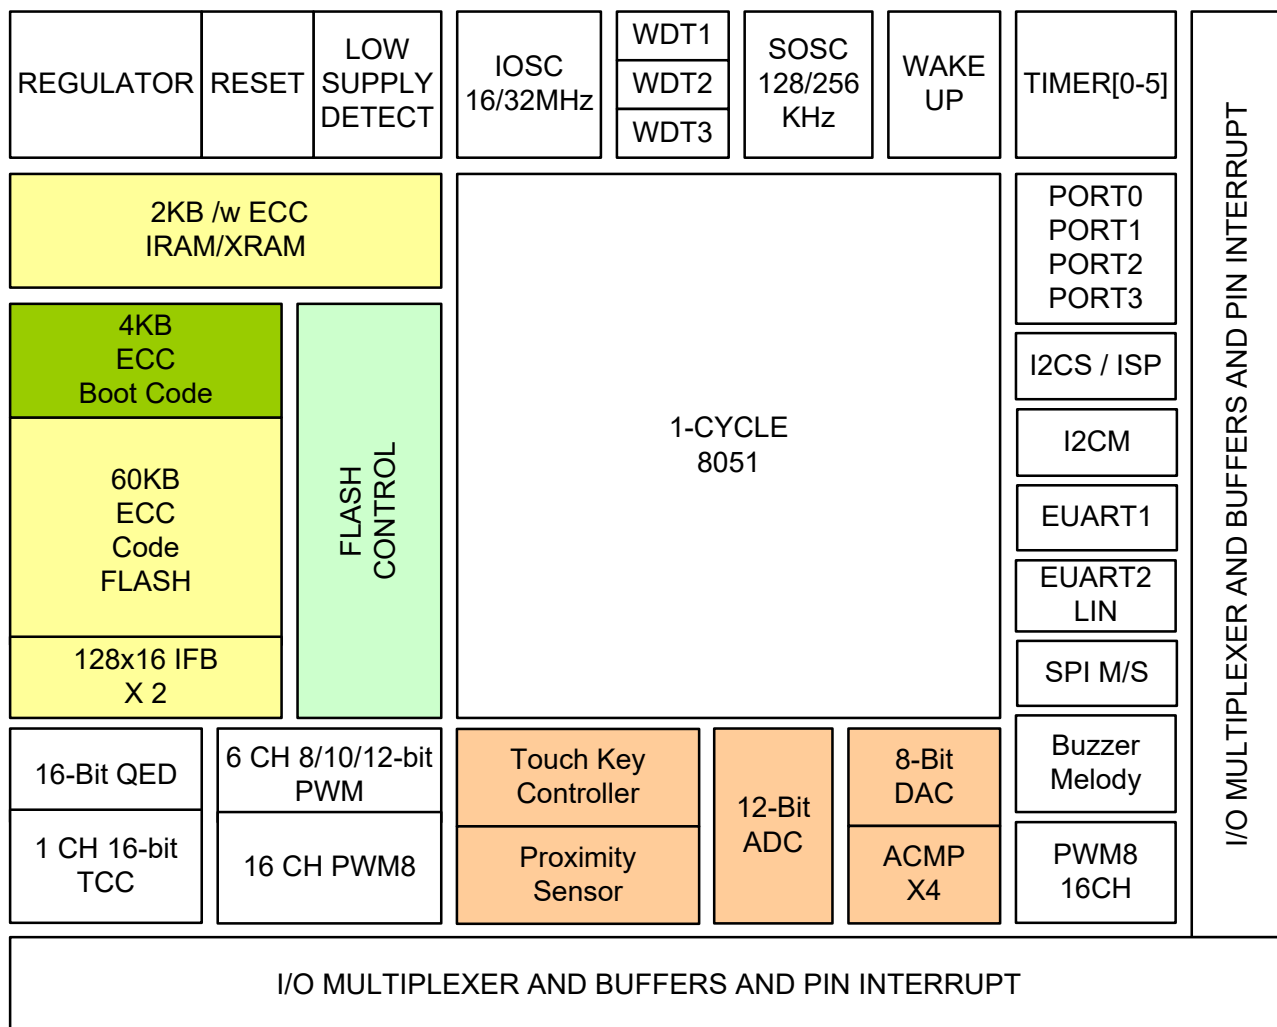 REGULATOR
RESET
LOW
SUPPLY
DETECT
IOSC
16/32MHz
WDT1
WDT2
WDT3
SOSC
128/256
KHz
WAKE
UP
TIMER[0-5]
2KB /w ECC
IRAM/XRAM
4KB
ECC
Boot Code
60KB
ECC
Code
FLASH
128x16 IFB
X 2
FLASH
CONTROL
1-CYCLE
8051
PORT0
PORT1
PORT2
PORT3
I2CS / ISP
I2CM
EUART1
EUART2
LIN
SPI M/S
Buzzer
Melody
PWM8
16CH
16-Bit QED
1 CH 16-bit
TCC
6 CH 8/10/12-bit
PWM
16 CH PWM8
Touch Key
Controller
Proximity
Sensor
12-Bit
ADC
8-Bit
DAC
ACMP
X4
I/O MULTIPLEXER AND BUFFERS AND PIN INTERRUPT
I/O MULTIPLEXER AND BUFFERS AND PIN INTERRUPT